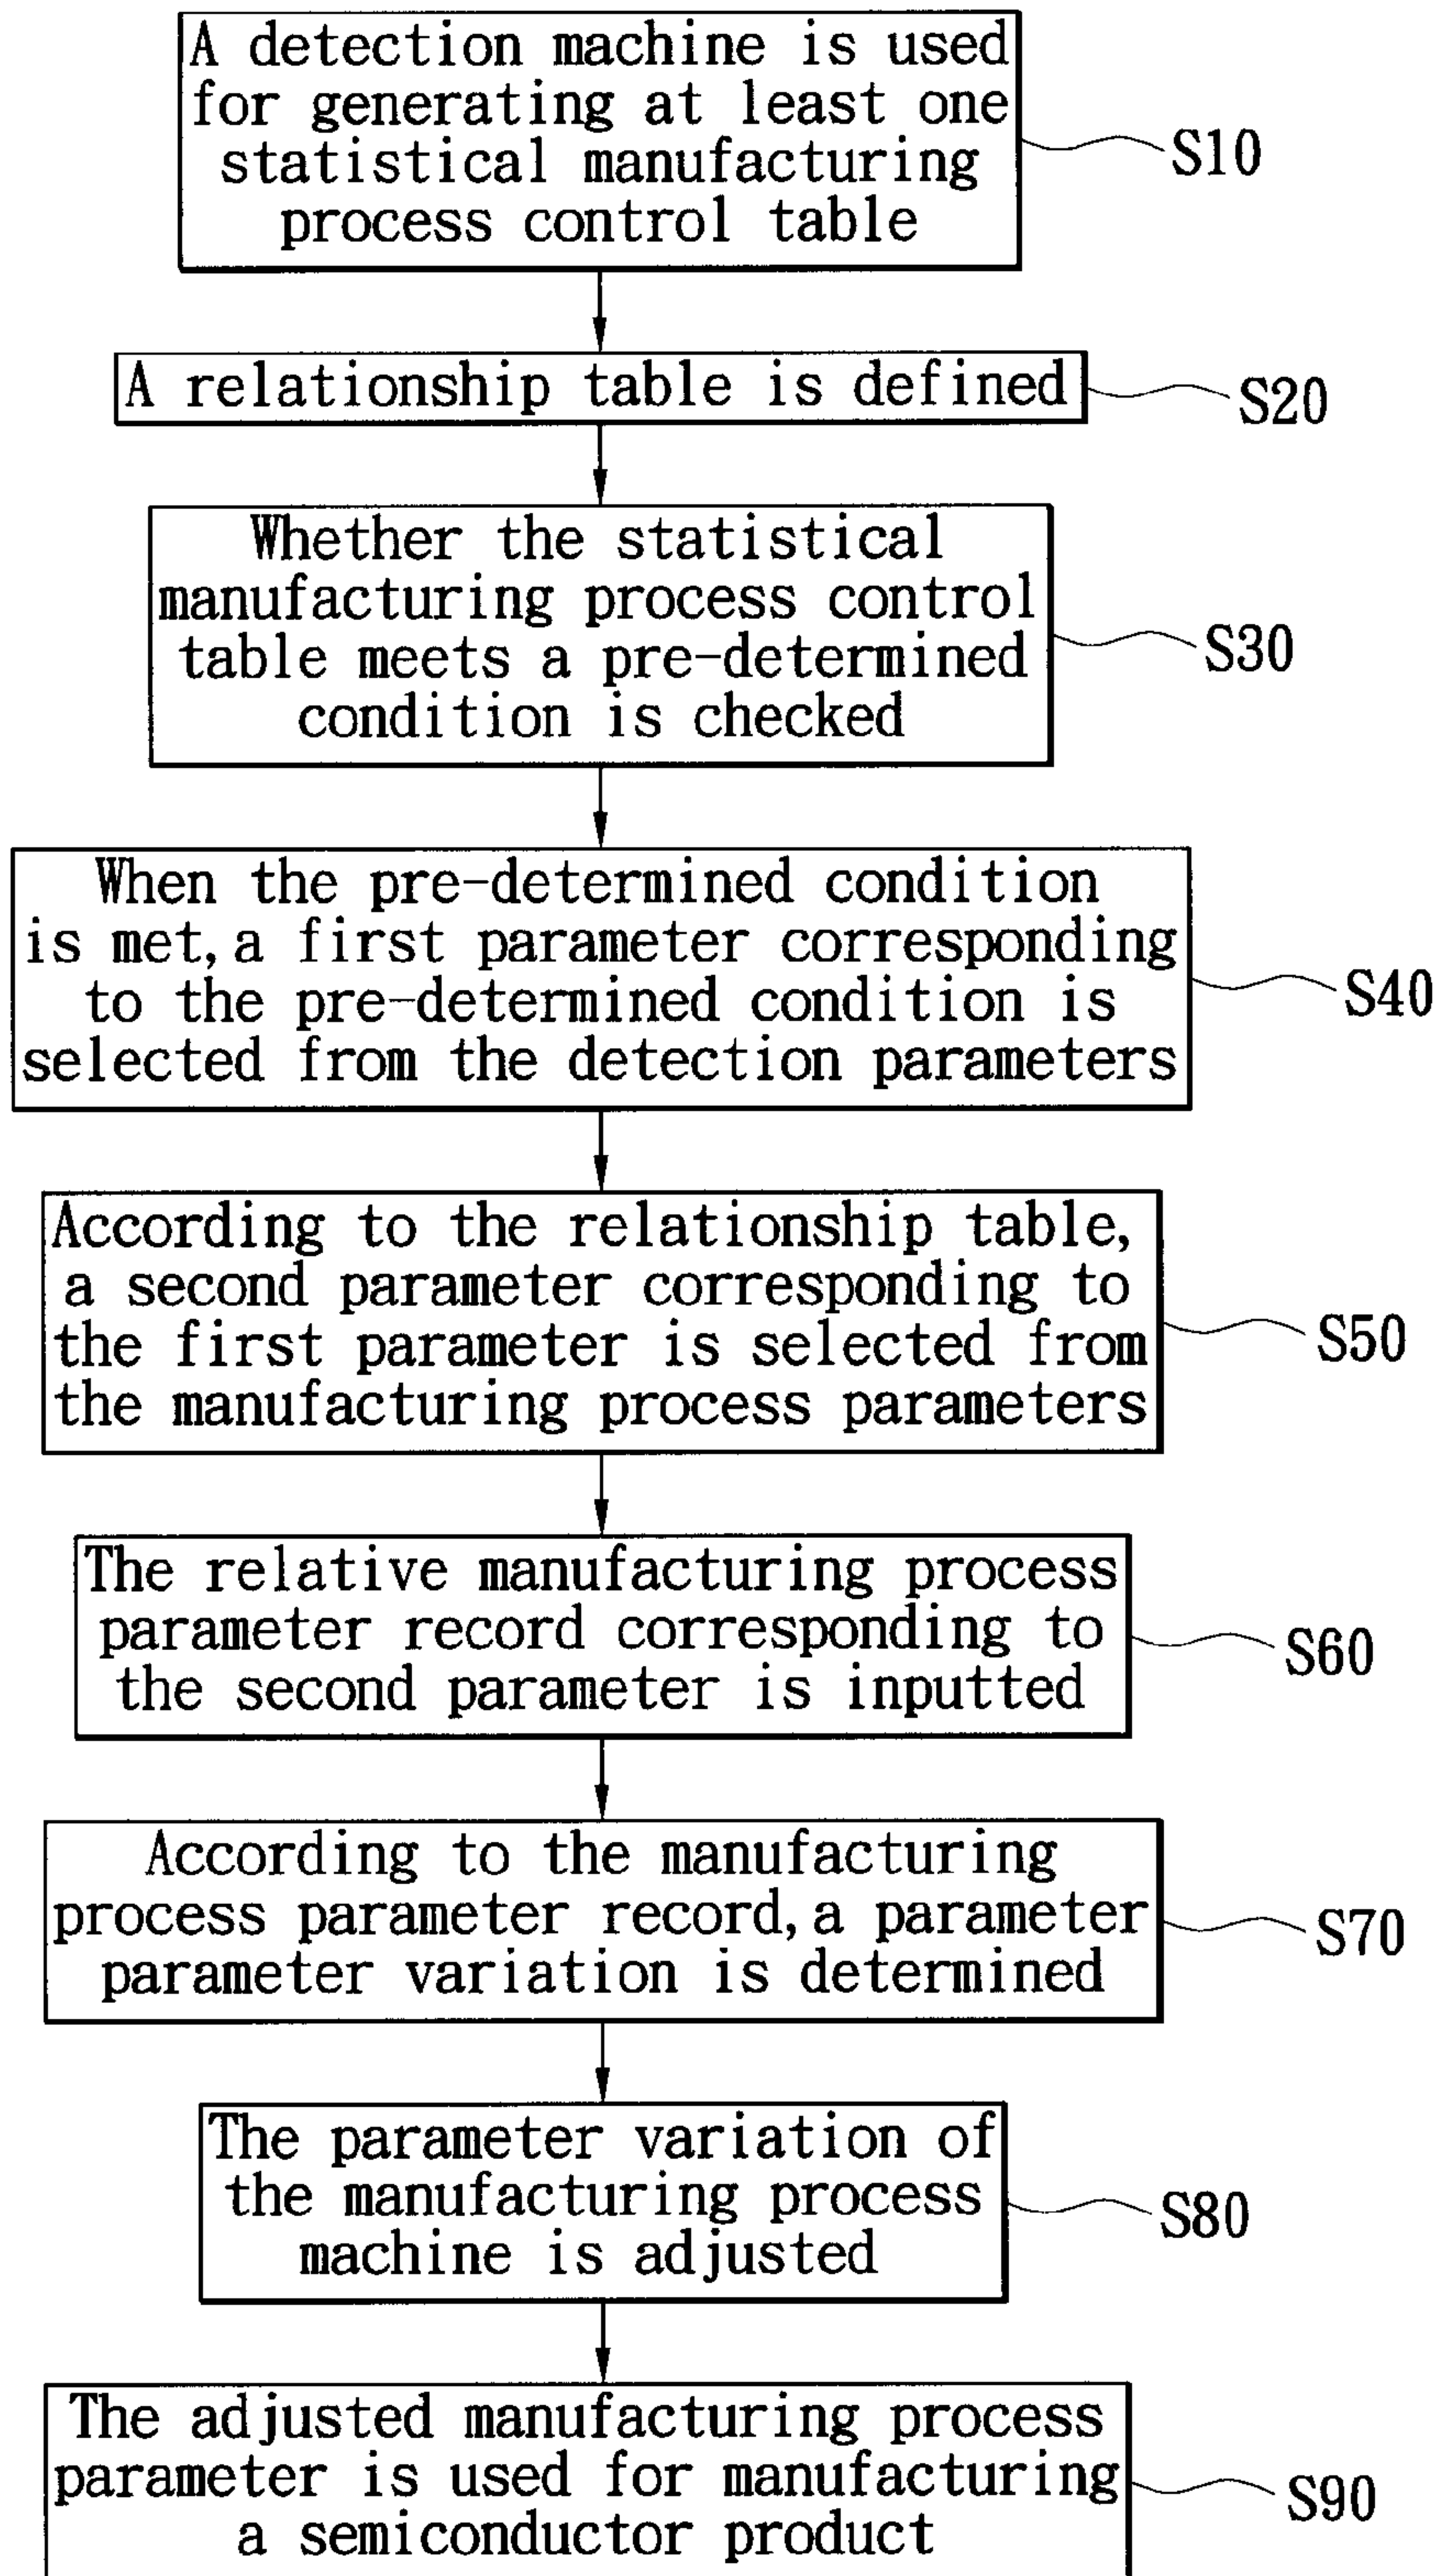 A detection machine is used
for generating at least one
statistical manufacturing
process control table
S10
A relationship table is defined
S20
Whether the statistical
manufacturing process control
table meets a pre-determined
condition is checked
S30
When the pre-determined condition
is met, a first parameter corresponding
to the pre-determined condition is
selected from the detection parameters
S40
According to the relationship table,
a second parameter corresponding to
the first parameter is selected from
the manufacturing process parameters
S50
The relative manufacturing process
parameter record corresponding to
the second parameter is inputted
S60
According to the manufacturing
process parameter record, a parameter
parameter variation is determined
S70
The parameter variation of
the manufacturing process
machine is adjusted
S80
The adjusted manufacturing process
parameter is used for manufacturing
a semiconductor product
S90